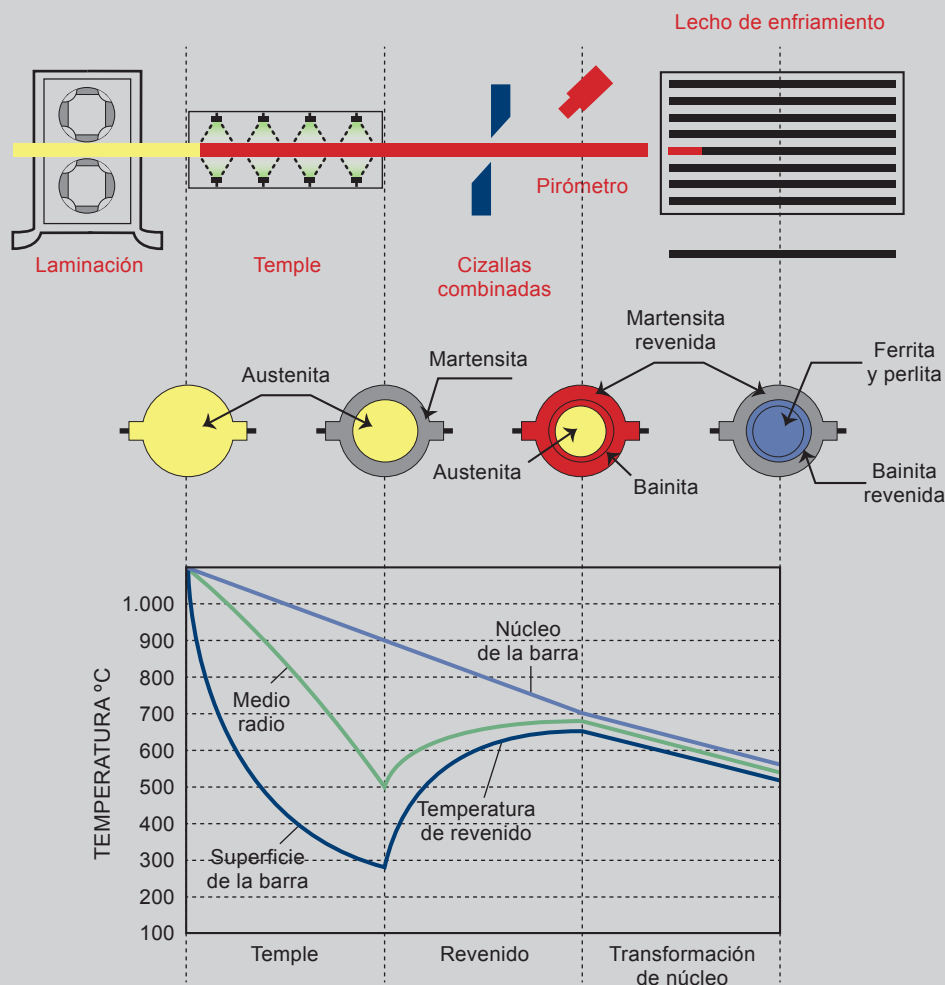 Lecho de enfriamiento
Pirómetro
Laminación
Temple
Cizallas
combinadas
Martensita
revenida
Ferrita
y perlita
Austenita
Martensita
Austenita
Bainita
Bainita
revenida
TEMPERATURA ºC
1.000
900
800
700
600
500
400
300
200
100
Núcleo
de la barra
Medio
radio
Temperatura
de revenido
Superficie
de la barra
Temple
Revenido
Transformación
de núcleo